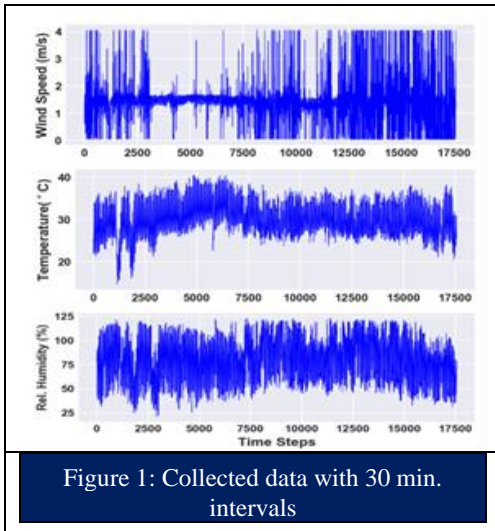 Wind Speed (m/s)
4
3
2
1
0
0 2500 5000 7500 10000 12500 15000 17500
Temperature(°C)
40
30
20
0 2500 5000 7500 10000 12500 15000 17500
Rel. Humidity (%)
125
100
75
50
25
0 2500 5000 7500 10000 12500 15000 17500
Time Steps
Figure 1: Collected data with 30 min.
intervals